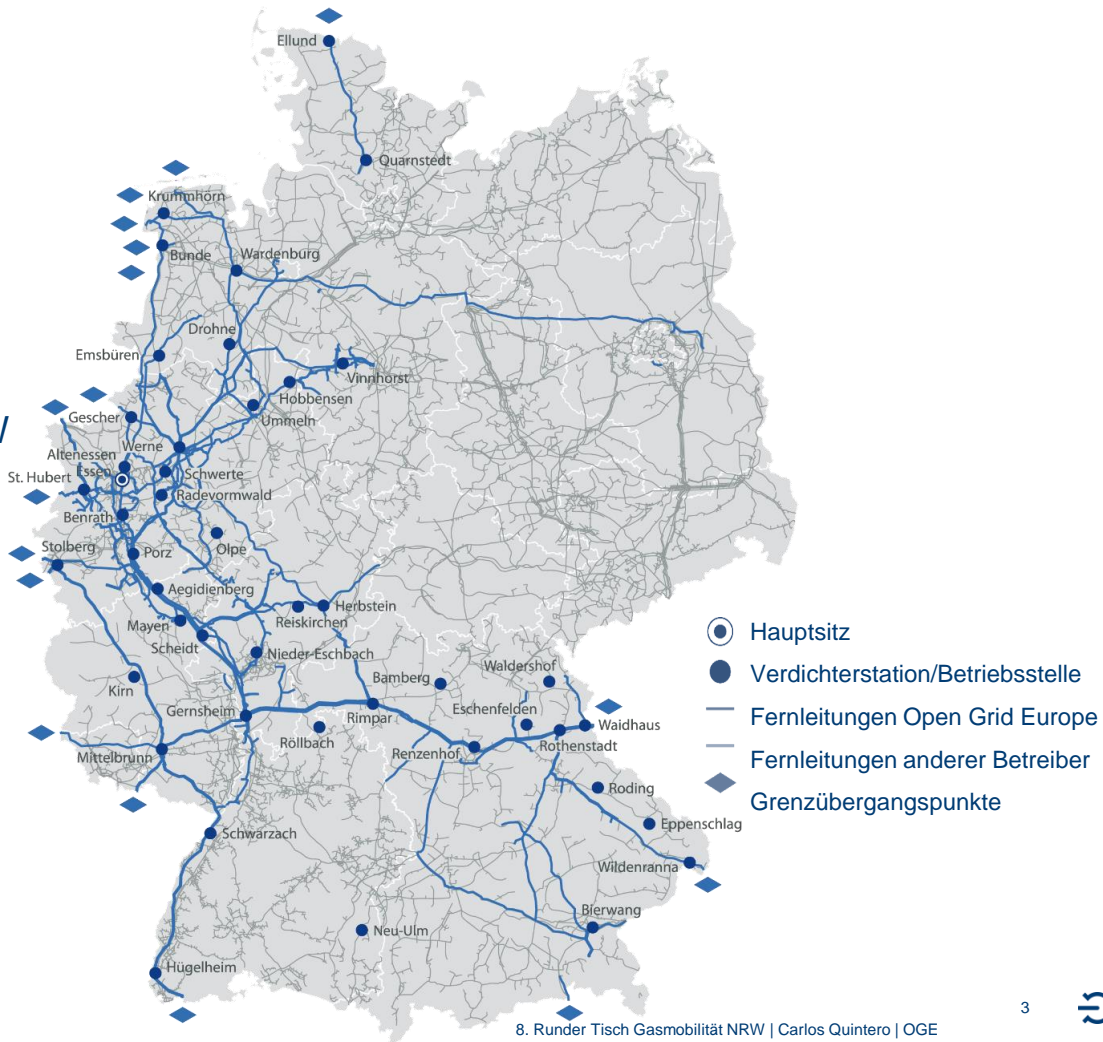 Ellund
Quarnstedt
Krummhörn
Bunde
Wardenburg
Drohne
Emsbüren
Vinnhorst
Hobbensen
Gescher
Ummeln
/
Altenessen
Werne
Essen
St. Hubert
Schwerte
Radevormwald
Benrath
Olpe
Stolberg
Porz
Aegidienberg
Herbstein
Reiskirchen
Mayen
Scheidt
Nieder-Eschbach
Kirn
Bamberg
Waldershof
Gernsheim
Rimpar
Eschenfelden
Waidhaus
Röllbach
Rothenstadt
Mittelbrunn
Renzenhof
Roding
Schwarzach
Eppenschlag
Wildenranna
Bierwang
Neu-Ulm
Hügelheim
Hauptsitz
Verdichterstation/Betriebsstelle
Fernleitungen Open Grid Europe
Fernleitungen anderer Betreiber
Grenzübergangspunkte
8. Runder Tisch Gasmobilität NRW | Carlos Quintero | OGE
3